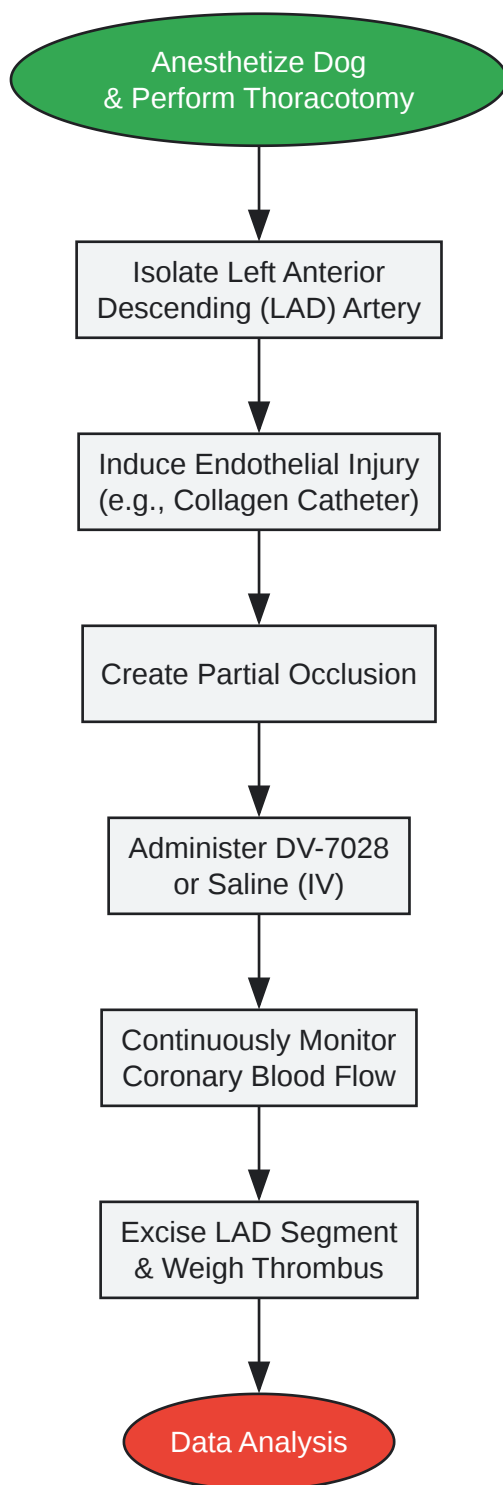 Anesthetize Dog
& Perform Thoracotomy
Isolate Left Anterior
Descending (LAD) Artery
Induce Endothelial Injury
(e.g., Collagen Catheter)
Create Partial Occlusion
Administer DV-7028
or Saline (IV)
Continuously Monitor
Coronary Blood Flow
Excise LAD Segment
& Weigh Thrombus
Data Analysis